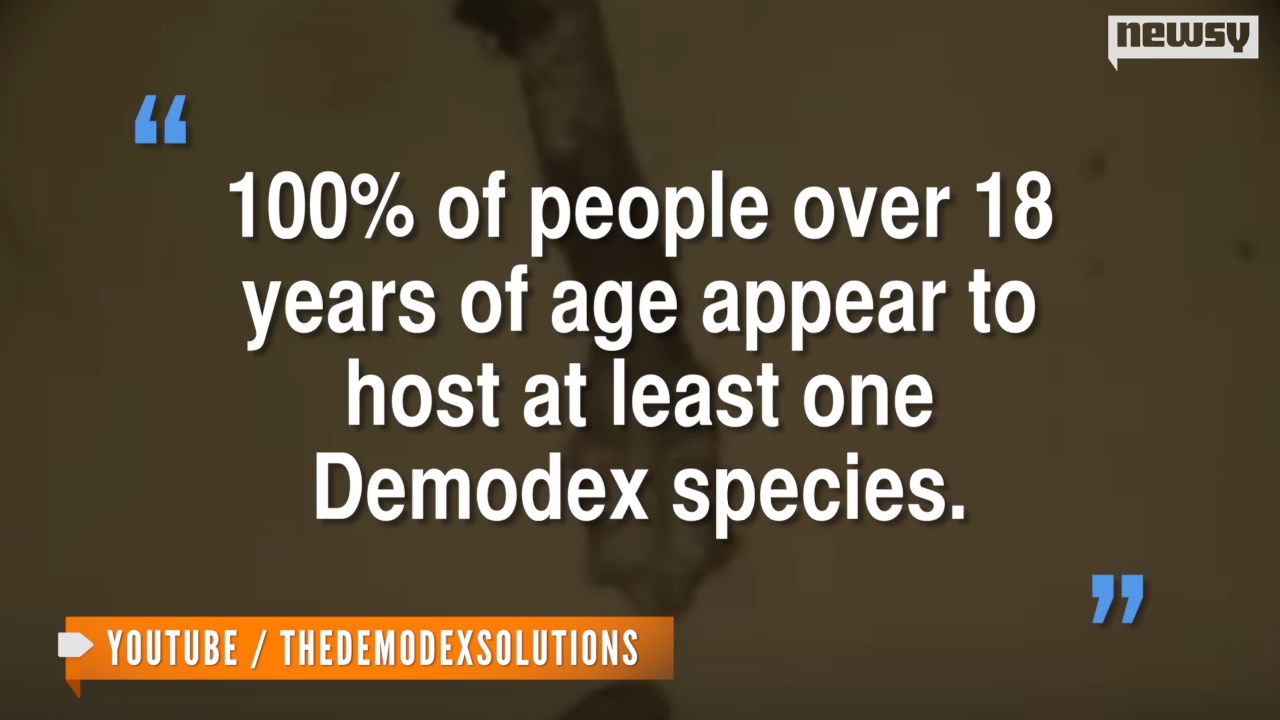 newsy
“
100% of people over 18
years of age appear to
host at least one
Demodex species.
”
YOUTUBE / THEDEMODEXSOLUTIONS